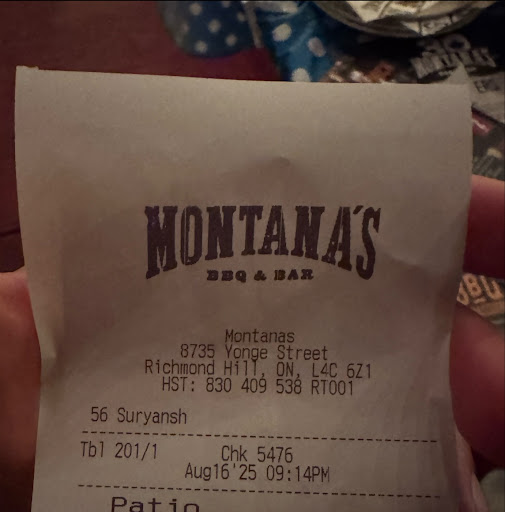 MONTANA'S
MONTANA'S
BBQ & BAR
Montanas
8735 Yonge Street
Richmond Hill, ON, L4C 6Z1
HST: 830 409 538 RT001
56 Suryansh
Tbl 201/1 Chk 5476
Aug16'25 09:14PM
Patio